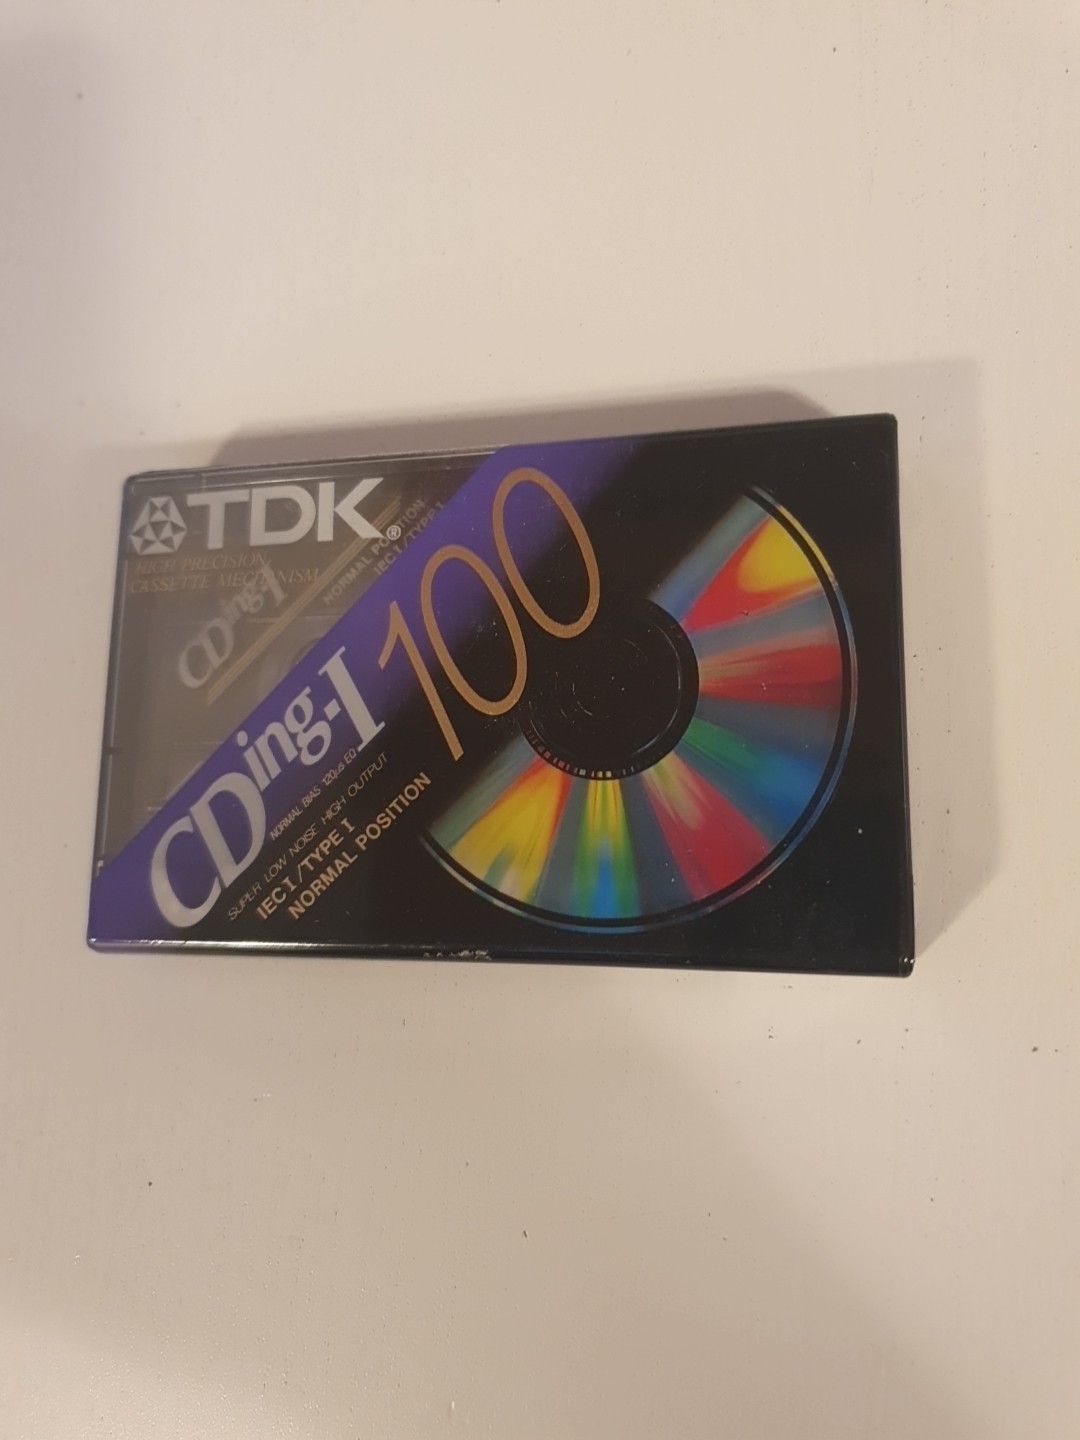 TDK®
HIGH PRECISION
CASSETTE MECHANISM
NORMAL POSITION
IEC I/TYPE I
CDing-I
CDing-I 100
NORMAL BIAS 120μs EQ
SUPER LOW NOISE HIGH OUTPUT
IEC I/TYPE I
NORMAL POSITION